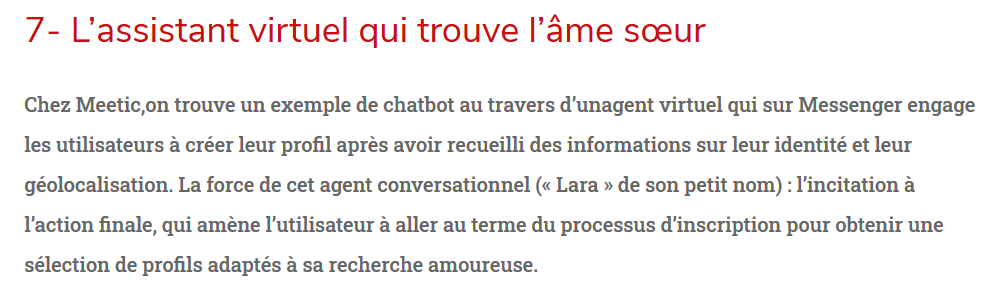 7- L’assistant virtuel qui trouve l’âme sœur
Chez Meetic,on trouve un exemple de chatbot au travers d’unagent virtuel qui sur Messenger engage
les utilisateurs à créer leur profil après avoir recueilli des informations sur leur identité et leur
géolocalisation. La force de cet agent conversationnel (« Lara » de son petit nom) : l’incitation à
l’action finale, qui amène l’utilisateur à aller au terme du processus d’inscription pour obtenir une
sélection de profils adaptés à sa recherche amoureuse.